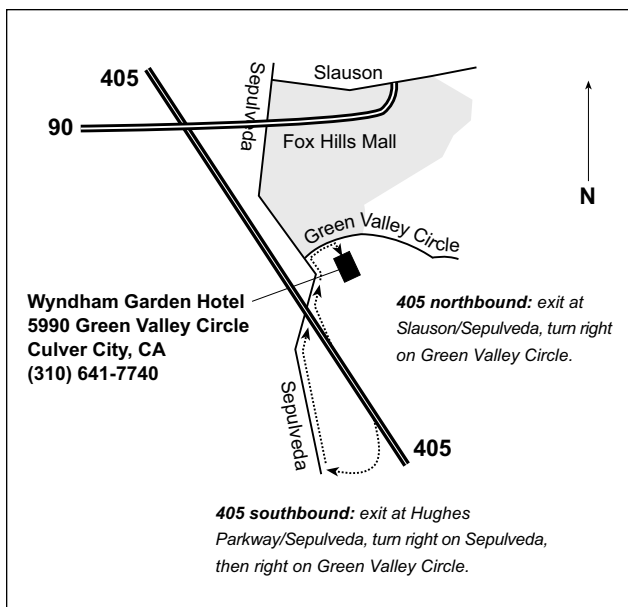 405
Sepulveda
Slauson
90
Fox Hills Mall
N
Green Valley Circle
Wyndham Garden Hotel
5990 Green Valley Circle
Culver City, CA
(310) 641-7740
405 northbound: exit at
Slauson/Sepulveda, turn right
on Green Valley Circle.
Sepulveda
405
405 southbound: exit at Hughes
Parkway/Sepulveda, turn right on Sepulveda,
then right on Green Valley Circle.